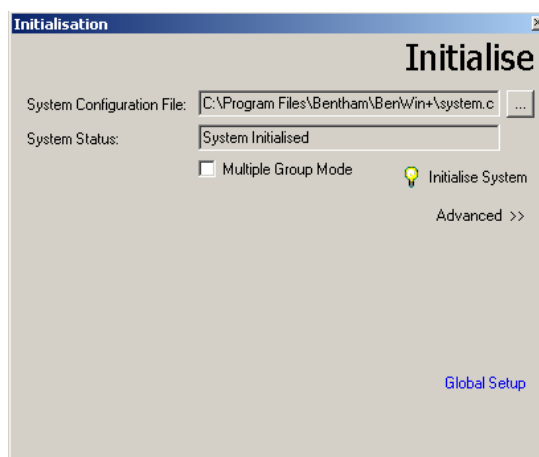 Initialisation
Initialise
System Configuration File: C:\Program Files\Bentham\BenWin+\system.c ...
System Status: System Initialised
Multiple Group Mode
Initialise System
Advanced >>
Global Setup